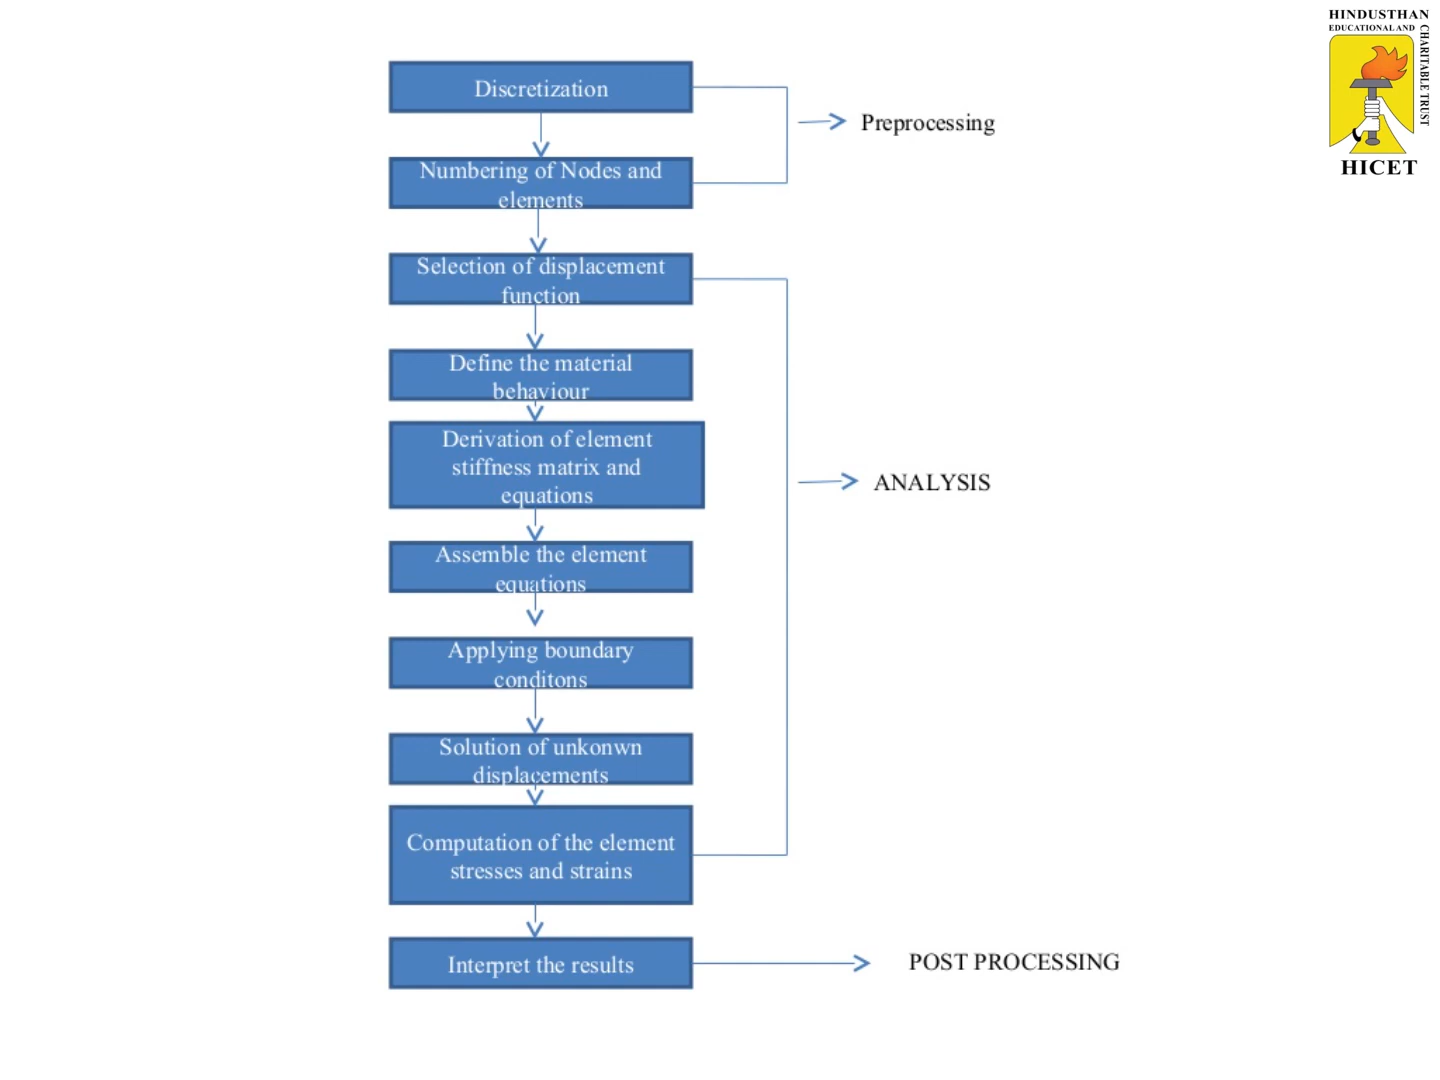 HINDUSTHAN
EDUCATIONAL AND
CHARITABLE TRUST
HICET
Discretization
Preprocessing
Numbering of Nodes and
elements
Selection of displacement
function
Define the material
behaviour
Derivation of element
stiffness matrix and
equations
ANALYSIS
Assemble the element
equations
Applying boundary
conditons
Solution of unkonwn
displacements
Computation of the element
stresses and strains
Interpret the results
POST PROCESSING